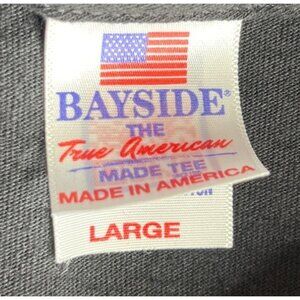 BAYSIDE®
THE
True American
MADE TEE
MADE IN AMERICA
LARGE